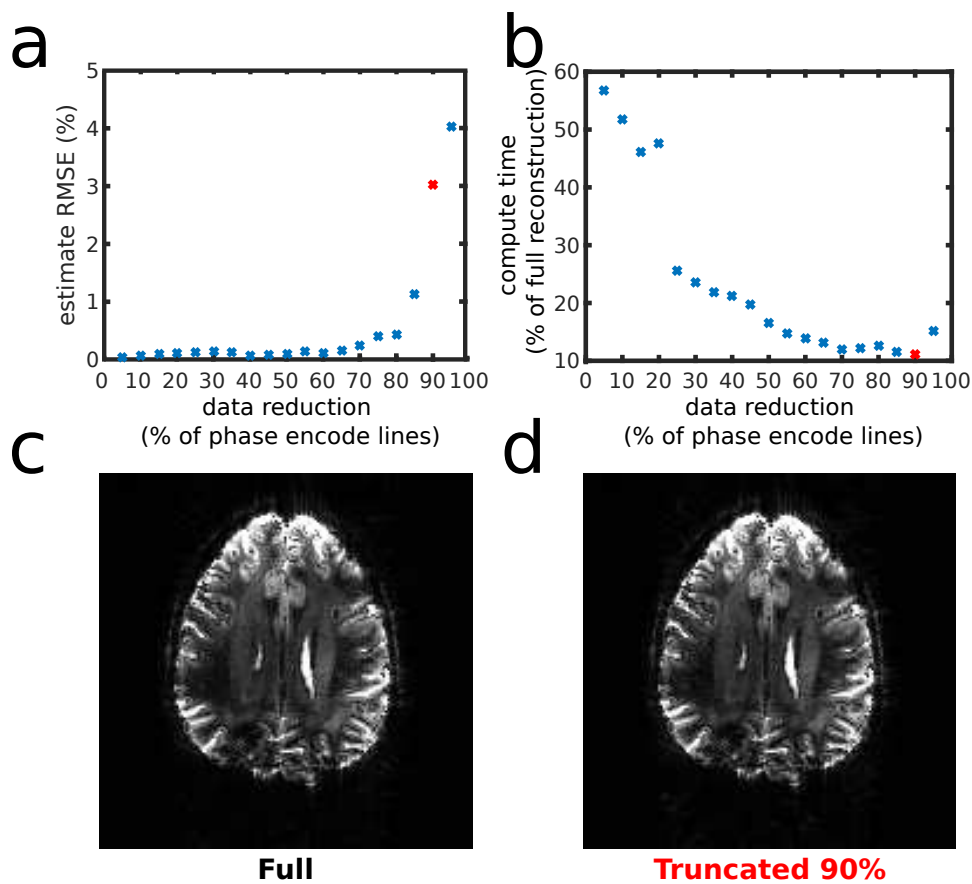 a
5
4
3
2
1
0
estimate RMSE (%)
0 10 20 30 40 50 60 70 80 90 100
data reduction
(% of phase encode lines)
b
60
50
40
30
20
10
compute time
(% of full reconstruction)
0 10 20 30 40 50 60 70 80 90 100
data reduction
(% of phase encode lines)
c
Full
d
Truncated 90%